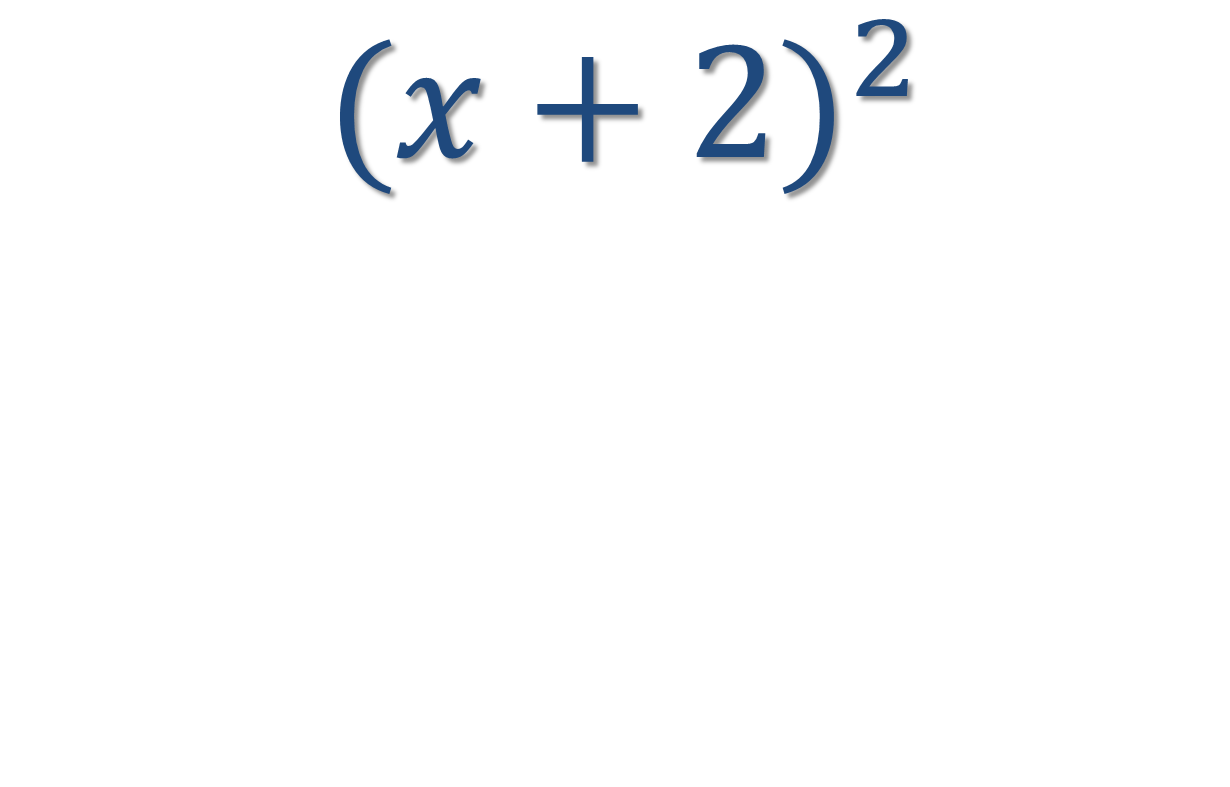 (x + 2)²